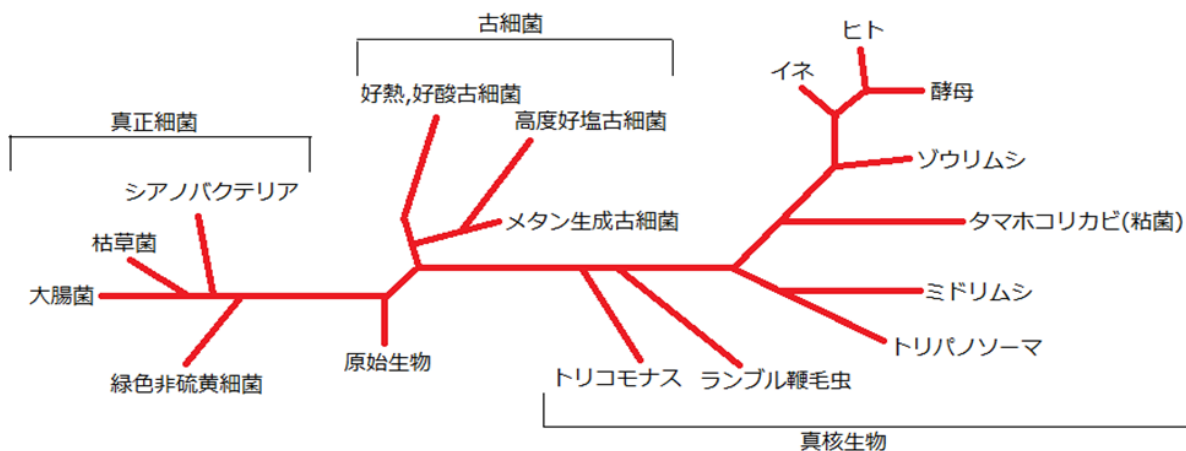 古細菌
ヒト
イネ
好熱,好酸古細菌
酵母
高度好塩古細菌
真正細菌
ゾウリムシ
シアノバクテリア
メタン生成古細菌
タマホコリカビ(粘菌)
枯草菌
大腸菌
ミドリムシ
トリパノソーマ
原始生物
緑色非硫黄細菌
トリコモナス
ランブル鞭毛虫
真核生物